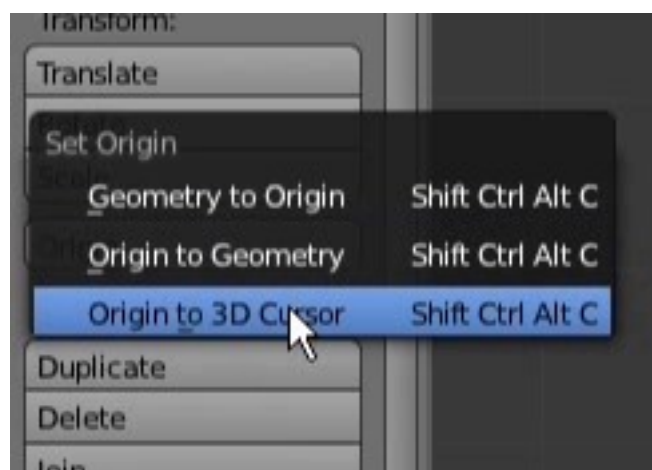 Transform:
Translate
Set Origin
Geometry to Origin Shift Ctrl Alt C
Origin to Geometry Shift Ctrl Alt C
Origin to 3D Cursor Shift Ctrl Alt C
Duplicate
Delete
Join